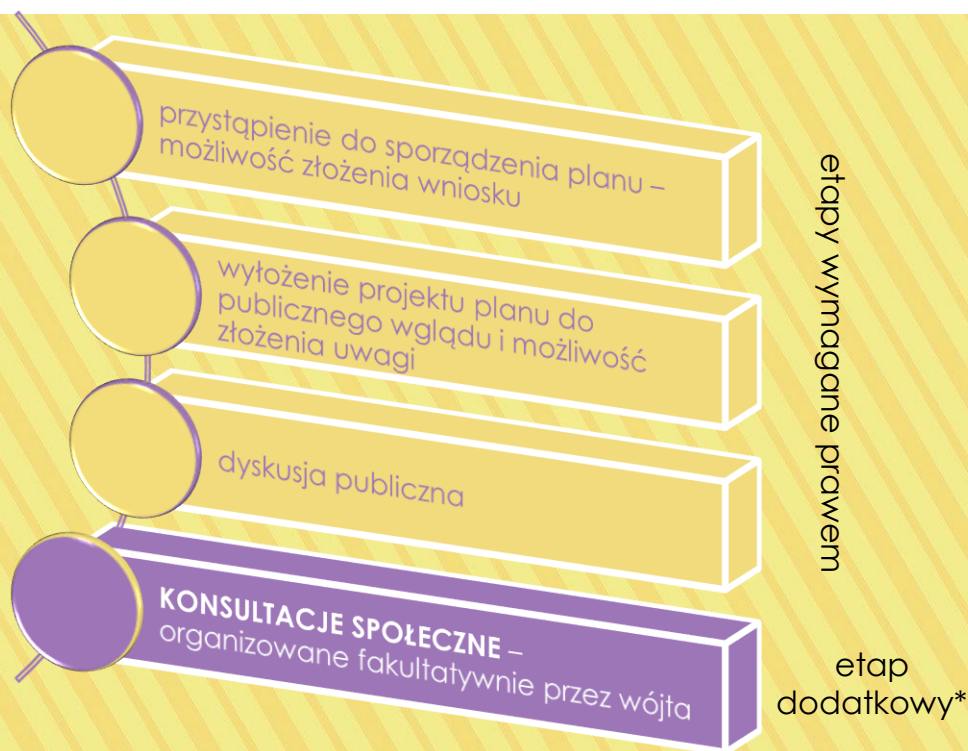 przystąpienie do sporządzenia planu –
możliwość złożenia wniosku
wyłożenie projektu planu do
publicznego wglądu i możliwość
złożenia uwagi
dyskusja publiczna
etapy wymagane prawem
KONSULTACJE SPOŁECZNE –
organizowane fakultatywnie przez wójta
etap
dodatkowy*